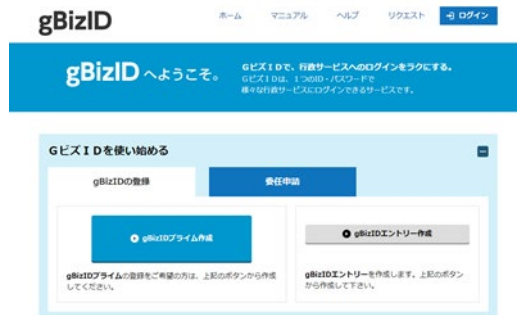 gBizID
ホーム マニュアル ヘルプ リクエスト ログイン
gBizID へようこそ。
GビズIDで、行政サービスへのログインをラクにする。
GビズIDは、1つのID・パスワードで
様々な行政サービスにログインできるサービスです。
GビズIDを使い始める
gBizIDの登録 委任申請
gBizIDプライム作成
gBizIDエントリー作成
gBizIDプライムの登録をご希望の方は、上記のボタンから作成
してください。
gBizIDエントリーを作成します。上記のボタン
から作成して下さい。